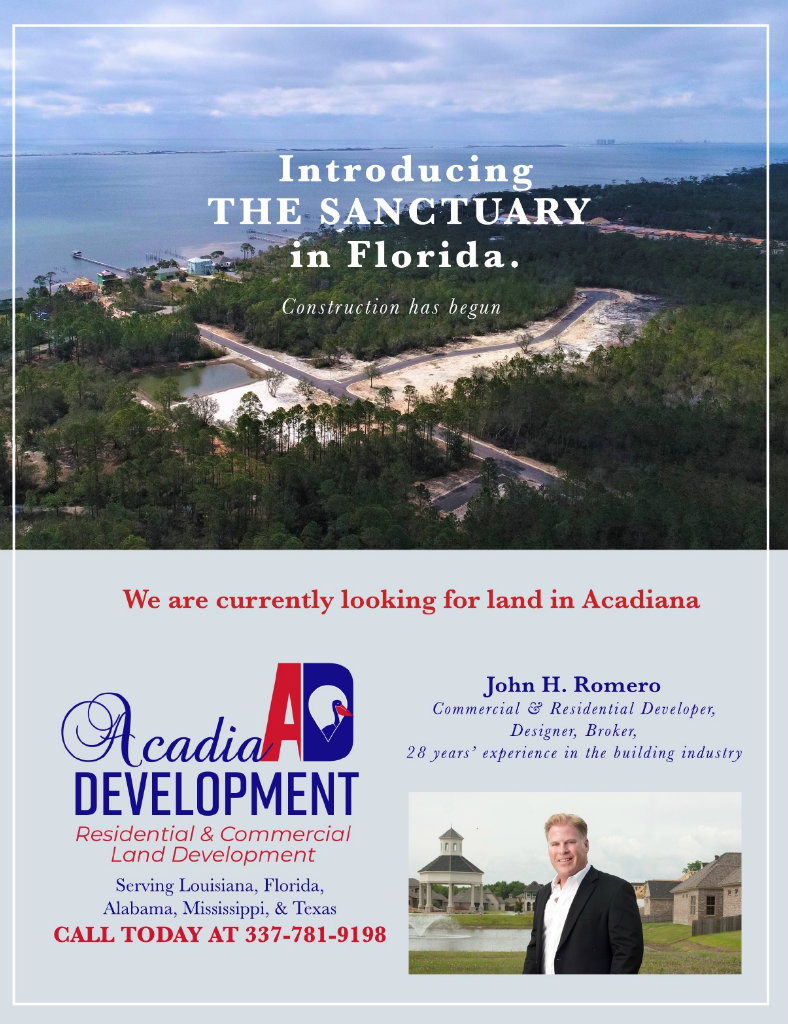 Introducing
THE SANCTUARY
in Florida.
Construction has begun
We are currently looking for land in Acadiana
AD
Acadia
DEVELOPMENT
Residential & Commercial
Land Development
Serving Louisiana, Florida,
Alabama, Mississippi, & Texas
CALL TODAY AT 337-781-9198
John H. Romero
Commercial & Residential Developer,
Designer, Broker,
28 years' experience in the building industry